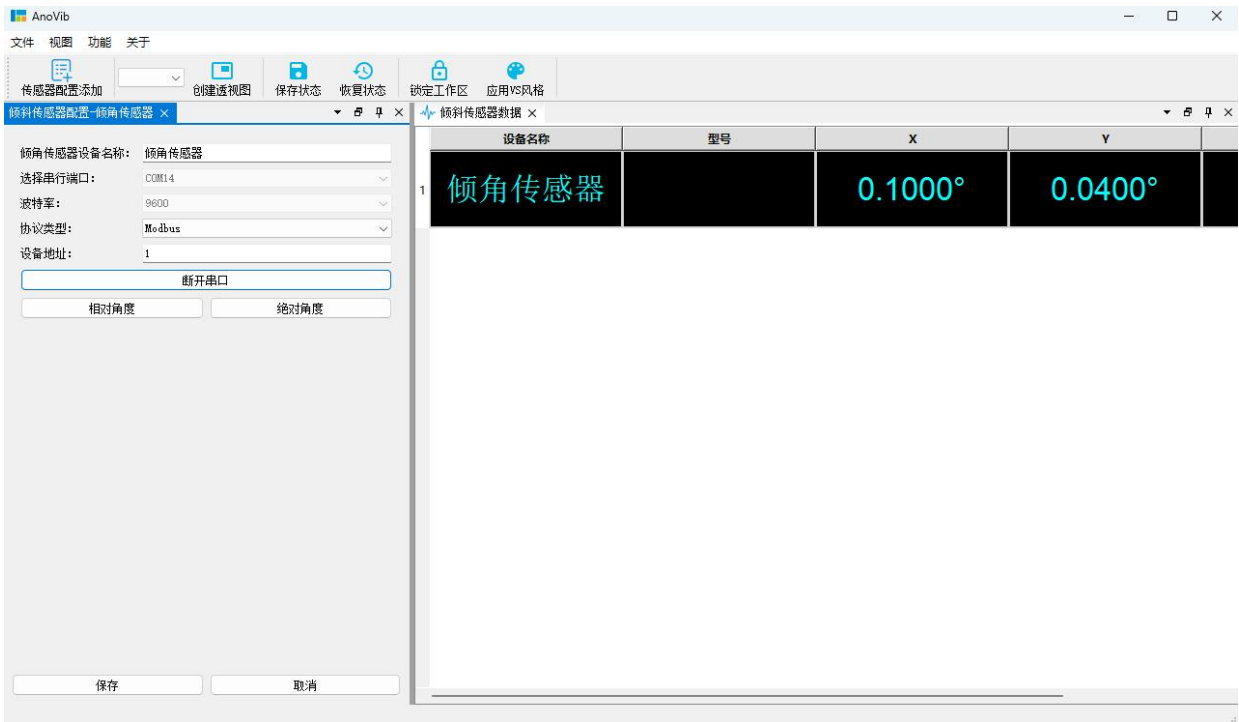 AnoVib
文件 视图 功能 关于
传感器配置添加 创建透视图 保存状态 恢复状态 锁定工作区 应用VS风格
倾斜传感器配置-倾角传感器
倾角传感器设备名称: 倾角传感器
选择串行端口: COM14
波特率: 9600
协议类型: Modbus
设备地址: 1
断开串口
相对角度 绝对角度
保存 取消
倾斜传感器数据
设备名称 型号 X Y
1 倾角传感器 0.1000° 0.0400°